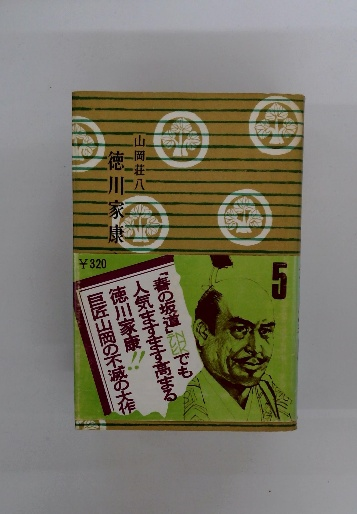 山岡荘八
徳川家康
￥320
5
「春の坂道」でも
人気ますます高まる
徳川家康!!
巨匠山岡の不滅の大作